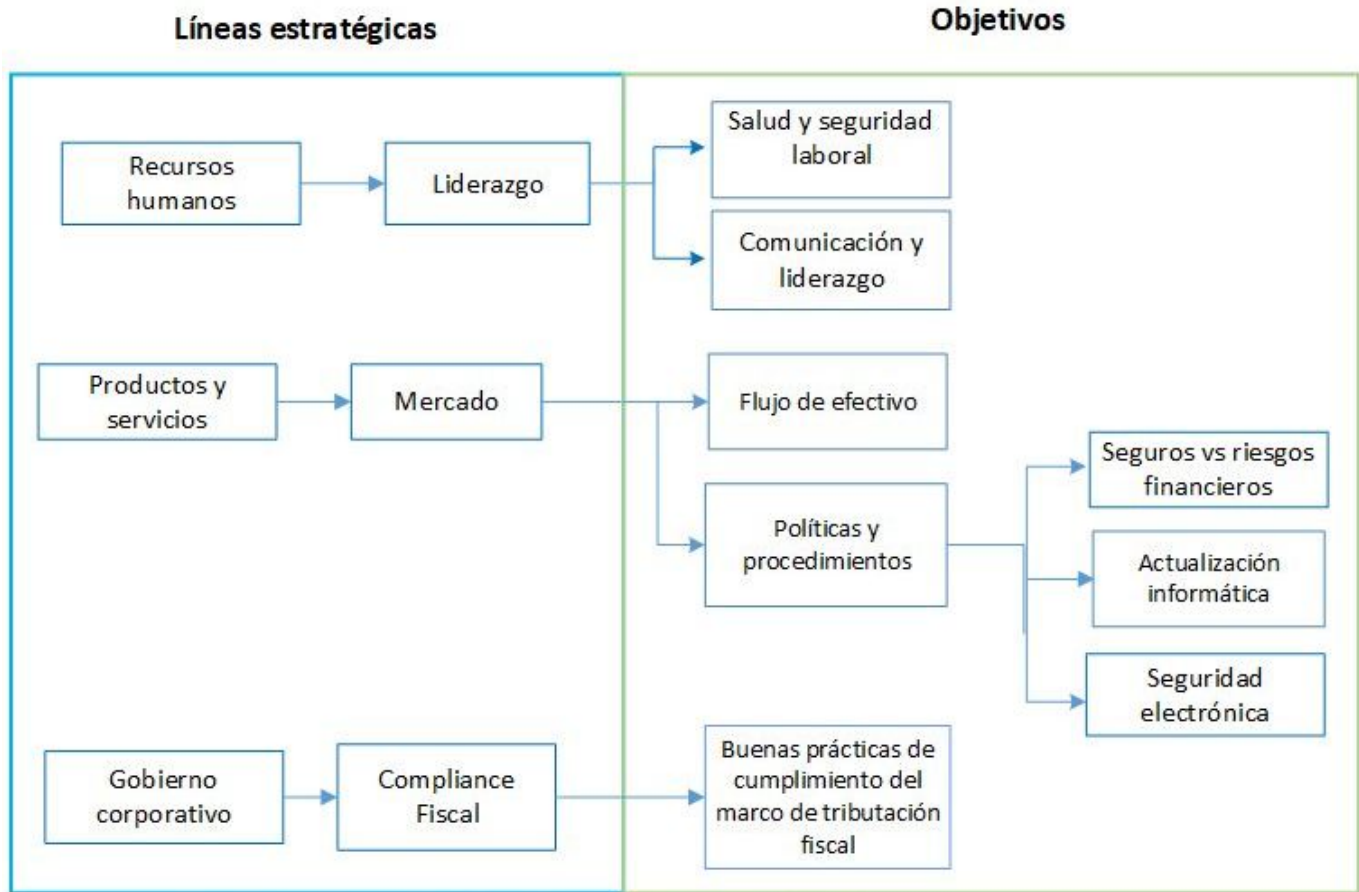 Líneas estratégicas
Objetivos
Recursos
humanos
Liderazgo
Salud y seguridad
laboral
Comunicación y
liderazgo
Productos y
servicios
Mercado
Flujo de efectivo
Políticas y
procedimientos
Seguros vs riesgos
financieros
Actualización
informática
Seguridad
electrónica
Gobierno
corporativo
Compliance
Fiscal
Buenas prácticas de
cumplimiento del
marco de tributación
fiscal